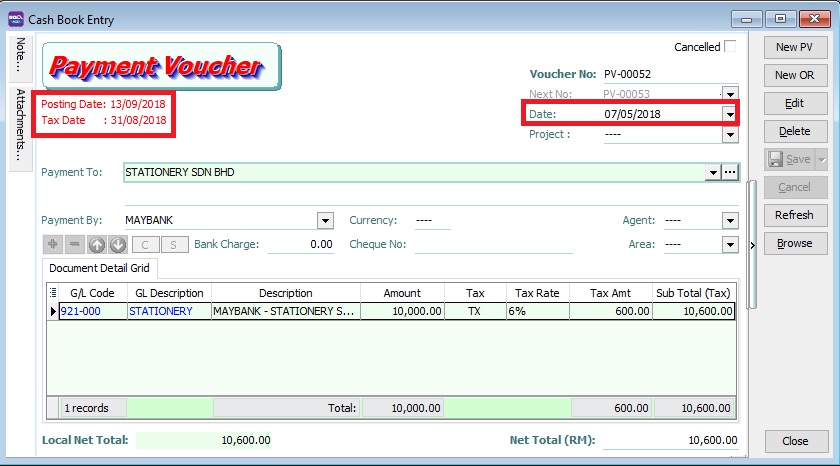 Cash Book Entry
Note...
Attachments...
Payment Voucher
Cancelled
Posting Date: 13/09/2018
Tax Date : 31/08/2018
Voucher No: PV-00052
Next No: PV-00053
Date: 07/05/2018
Project : ----
Payment To: STATIONERY SDN BHD
Payment By: MAYBANK
Currency: ----
Agent: ----
C S
Bank Charge: 0.00
Cheque No:
Area: ----
Document Detail Grid
G/L Code GL Description Description Amount Tax Tax Rate Tax Amt Sub Total (Tax)
921-000 STATIONERY MAYBANK - STATIONERY S... 10,000.00 TX 6% 600.00 10,600.00
1 records Total: 10,000.00 600.00 10,600.00
Local Net Total: 10,600.00
Net Total (RM): 10,600.00
New PV
New OR
Edit
Delete
Save
Cancel
Refresh
Browse
Close